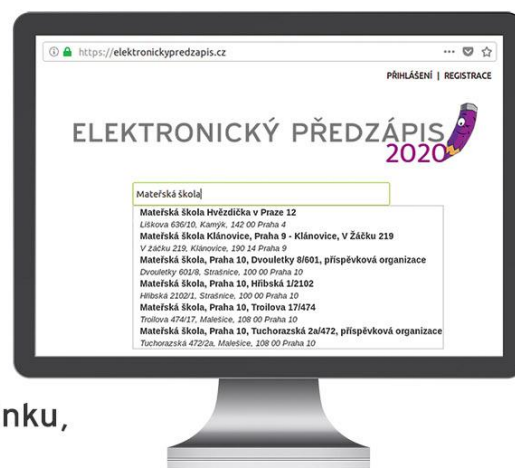 https://elektronickypredzapis.cz
PŘIHLÁŠENÍ | REGISTRACE
ELEKTRONICKÝ PŘEDZÁPIS
2020
Mateřská škola
Mateřská škola Hvězdička v Praze 12
Liškova 636/10, Kamýk, 142 00 Praha 4
Mateřská škola Klánovice, Praha 9 - Klánovice, V Žáčku 219
V žáčku 219, Klánovice, 190 14 Praha 9
Mateřská škola, Praha 10, Dvouletky 8/601, příspěvková organizace
Dvouletky 601/8, Strašnice, 100 00 Praha 10
Mateřská škola, Praha 10, Hřibská 1/2102
Hřibská 2102/1, Strašnice, 100 00 Praha 10
Mateřská škola, Praha 10, Troilova 17/474
Troilova 474/17, Malešice, 108 00 Praha 10
Mateřská škola, Praha 10, Tuchorazská 2a/472, příspěvková organizace
Tuchorazská 472/2a, Malešice, 108 00 Praha 10